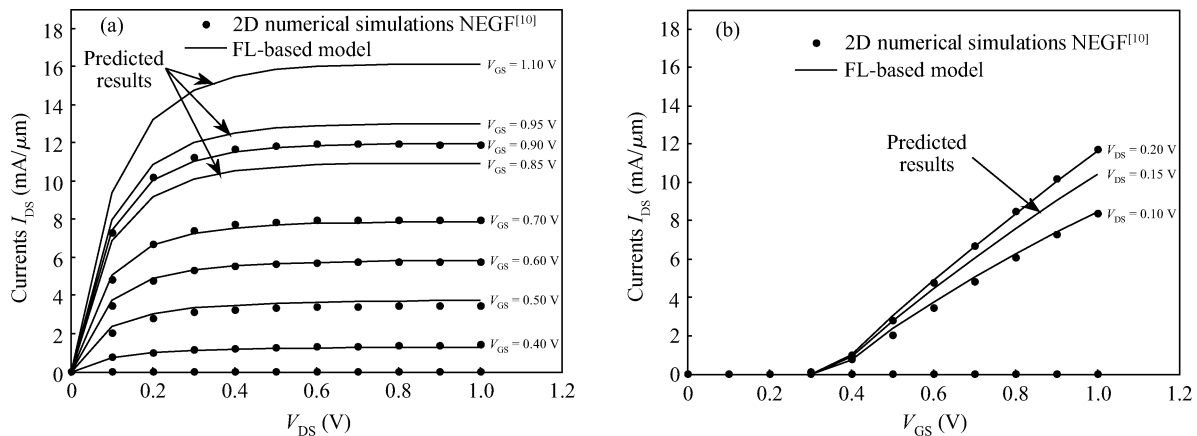 (a)
2D numerical simulations NEGF[10]
FL-based model
Predicted
results
VGS = 1.10 V
VGS = 0.95 V
VGS = 0.90 V
VGS = 0.85 V
VGS = 0.70 V
VGS = 0.60 V
VGS = 0.50 V
VGS = 0.40 V
18
16
14
12
10
8
6
4
2
0
Currents IDS (mA/μm)
0 0.2 0.4 0.6 0.8 1.0 1.2
VDS (V)
(b)
2D numerical simulations NEGF[10]
FL-based model
Predicted
results
VDS = 0.20 V
VDS = 0.15 V
VDS = 0.10 V
18
16
14
12
10
8
6
4
2
0
Currents IDS (mA/μm)
0 0.2 0.4 0.6 0.8 1.0 1.2
VGS (V)